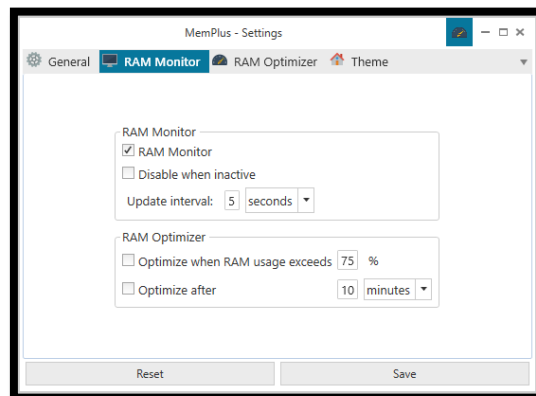 MemPlus - Settings
General RAM Monitor RAM Optimizer Theme
RAM Monitor
RAM Monitor
Disable when inactive
Update interval: 5 seconds
RAM Optimizer
Optimize when RAM usage exceeds 75 %
Optimize after 10 minutes
Reset Save